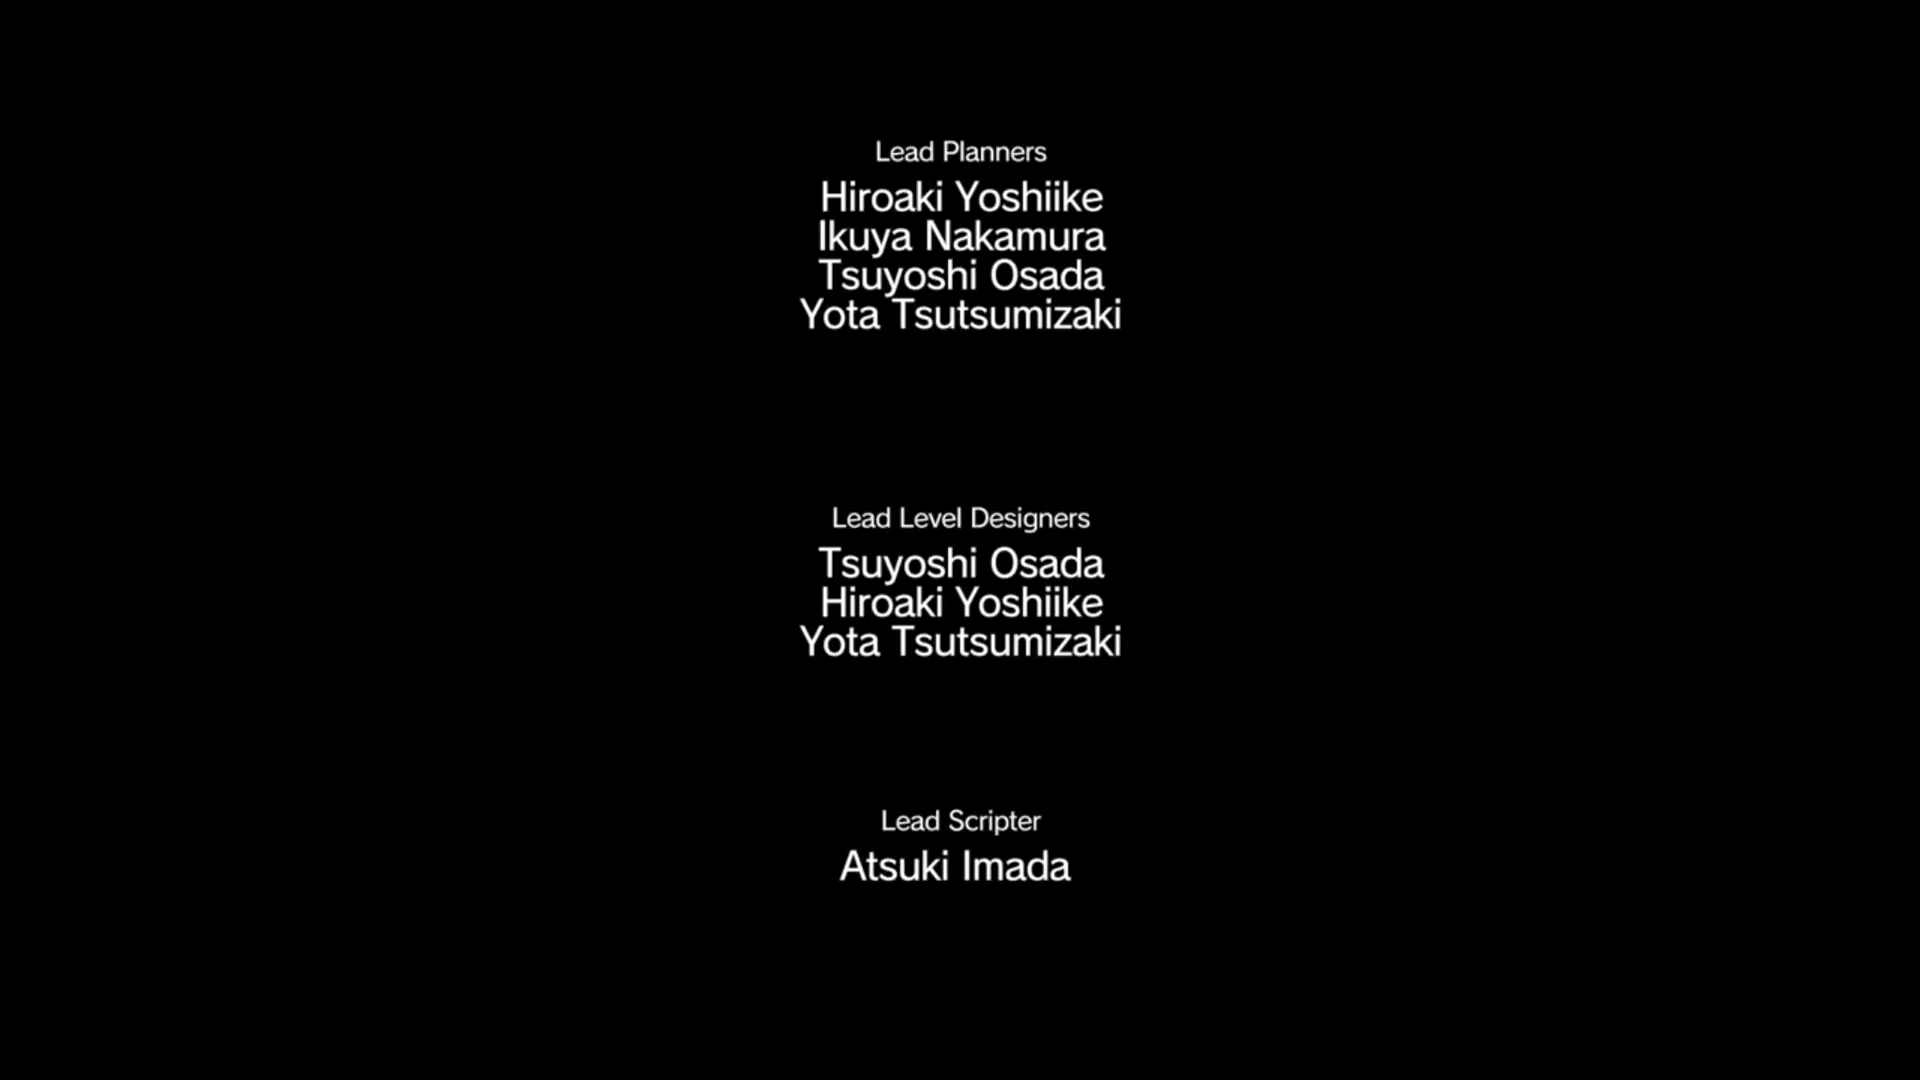 Lead Planners
Hiroaki Yoshiike
Ikuya Nakamura
Tsuyoshi Osada
Yota Tsutsumizaki
Lead Level Designers
Tsuyoshi Osada
Hiroaki Yoshiike
Yota Tsutsumizaki
Lead Scripter
Atsuki Imada